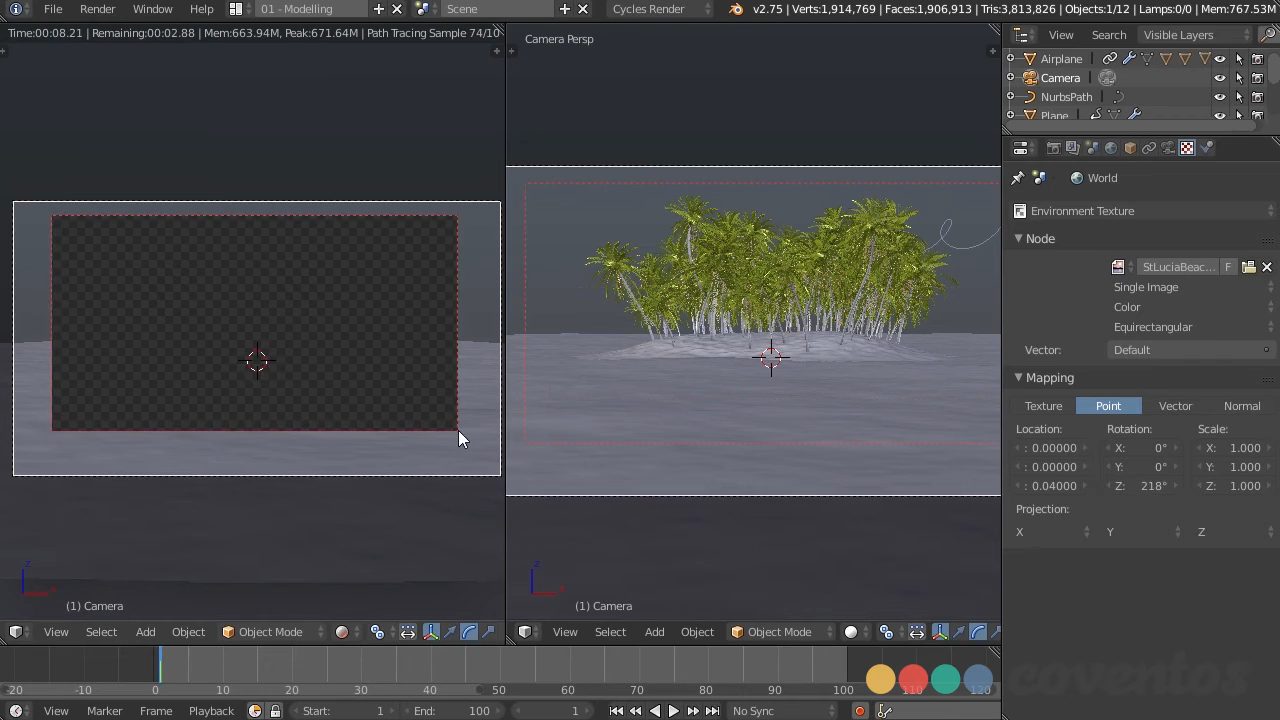 File Render Window Help 01 - Modelling Scene Cycles Render v2.75 | Verts:1,914,769 | Faces:1,906,913 | Tris:3,813,826 | Objects:1/12 | Lamps:0/0 | Mem:767.53M
Time:00:08.21 | Remaining:00:02.88 | Mem:663.94M, Peak:671.64M | Path Tracing Sample 74/10
Camera Persp
View Search Visible Layers
Airplane
Camera
NurbsPath
Plane
World
Environment Texture
Node
StLuciaBeac... F
Single Image
Color
Equirectangular
Vector: Default
Mapping
Texture Point Vector Normal
Location: Rotation: Scale:
: 0.00000 X: 0° X: 1.000
: 0.00000 Y: 0° Y: 1.000
: 0.04000 Z: 218° Z: 1.000
Projection:
X Y Z
z
x
(1) Camera
z
x
(1) Camera
View Select Add Object Object Mode
View Select Add Object Object Mode
-20 -10 0 10 20 30 40 50 60 70 80 90 100 110 120
coventos
View Marker Frame Playback Start: 1 End: 100 1 No Sync